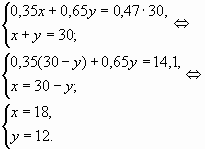 0,35x + 0,65y = 0,47 · 30,
x + y = 30; ⇔
0,35(30 − y) + 0,65y = 14,1,
x = 30 − y; ⇔
x = 18,
y = 12.